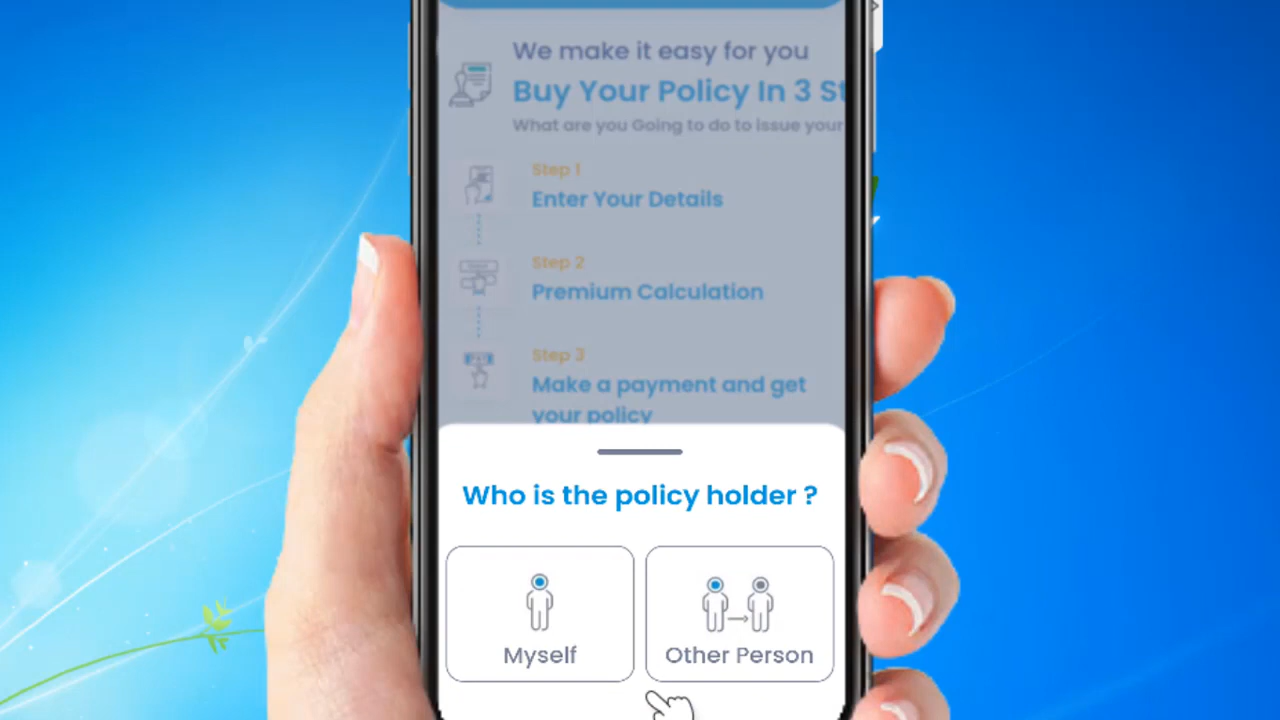 We make it easy for you
Buy Your Policy In 3 St
What are you Going to do to issue your
Step 1
Enter Your Details
Step 2
Premium Calculation
Step 3
Make a payment and get
your policy
Who is the policy holder ?
Myself
Other Person